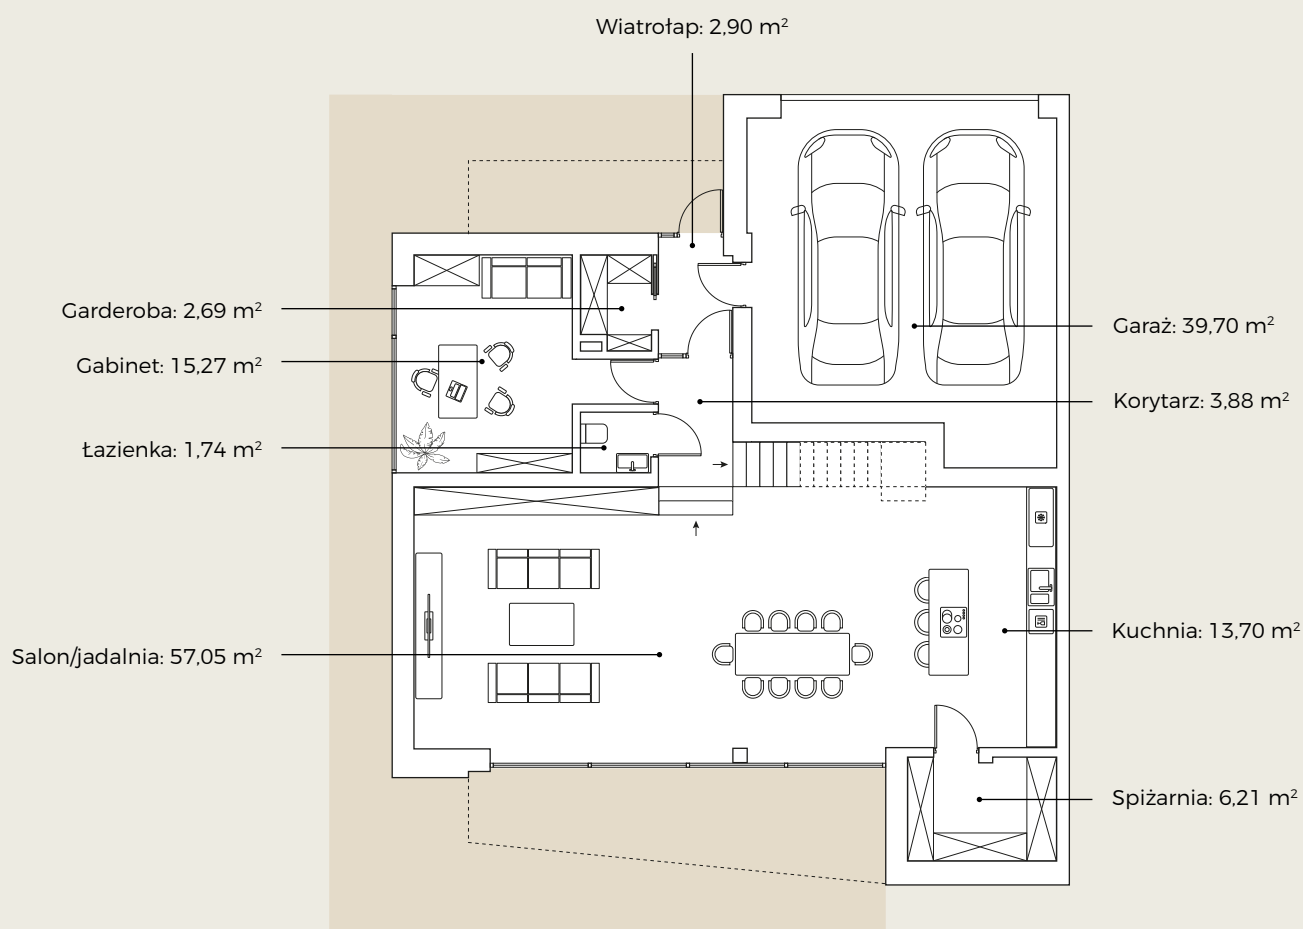 Wiatrołap: 2,90 m²
Garderoba: 2,69 m²
Garaż: 39,70 m²
Gabinet: 15,27 m²
Korytarz: 3,88 m²
Łazienka: 1,74 m²
Kuchnia: 13,70 m²
Salon/jadalnia: 57,05 m²
Spiżarnia: 6,21 m²